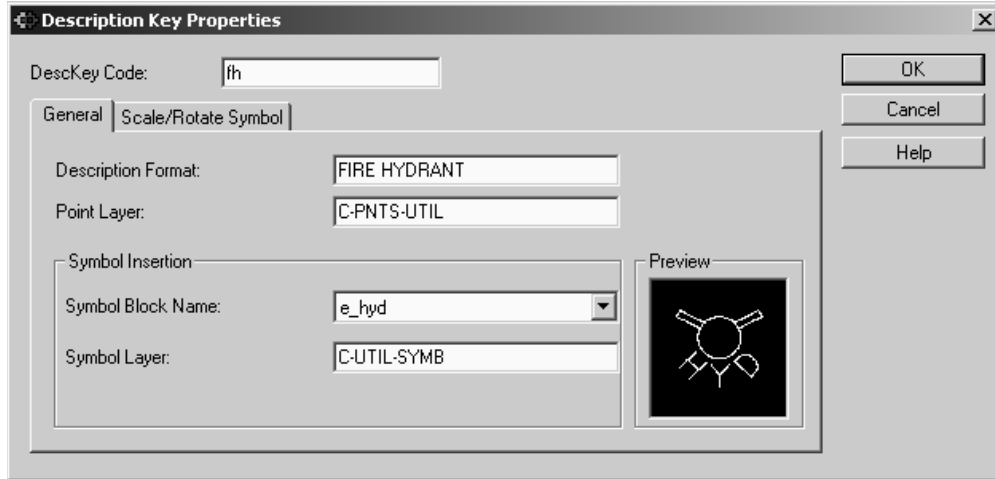 Description Key Properties
DescKey Code: fh
OK
General Scale/Rotate Symbol
Cancel
Help
Description Format: FIRE HYDRANT
Point Layer: C-PNTS-UTIL
Symbol Insertion
Preview
Symbol Block Name: e_hyd
Symbol Layer: C-UTIL-SYMB
HYD